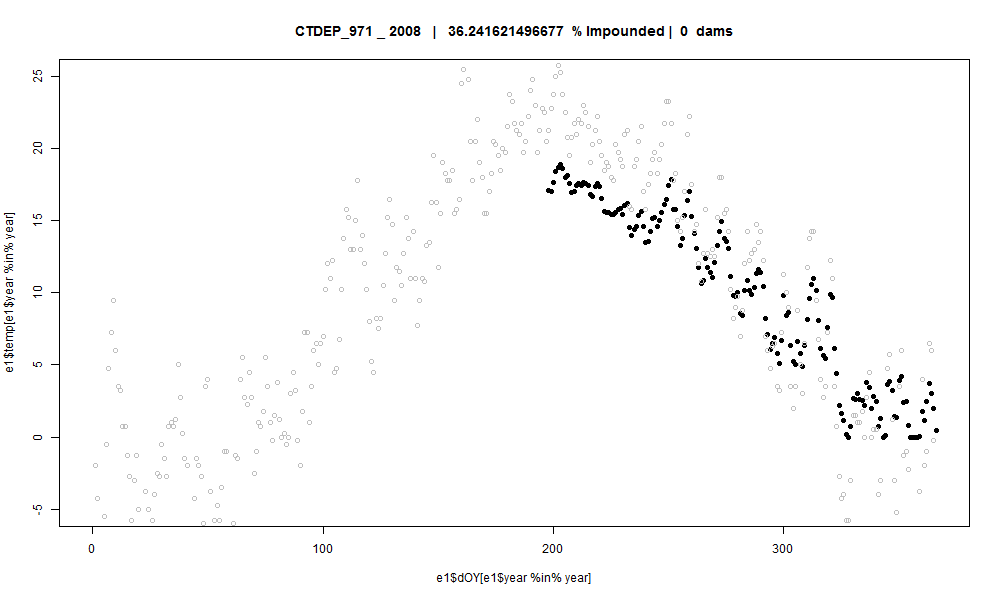 CTDEP_971 _ 2008 | 36.241621496677 % Impounded | 0 dams
25
20
15
10
5
0
-5
e1$temp[e1$year %in% year]
0 100 200 300
e1$dOY[e1$year %in% year]